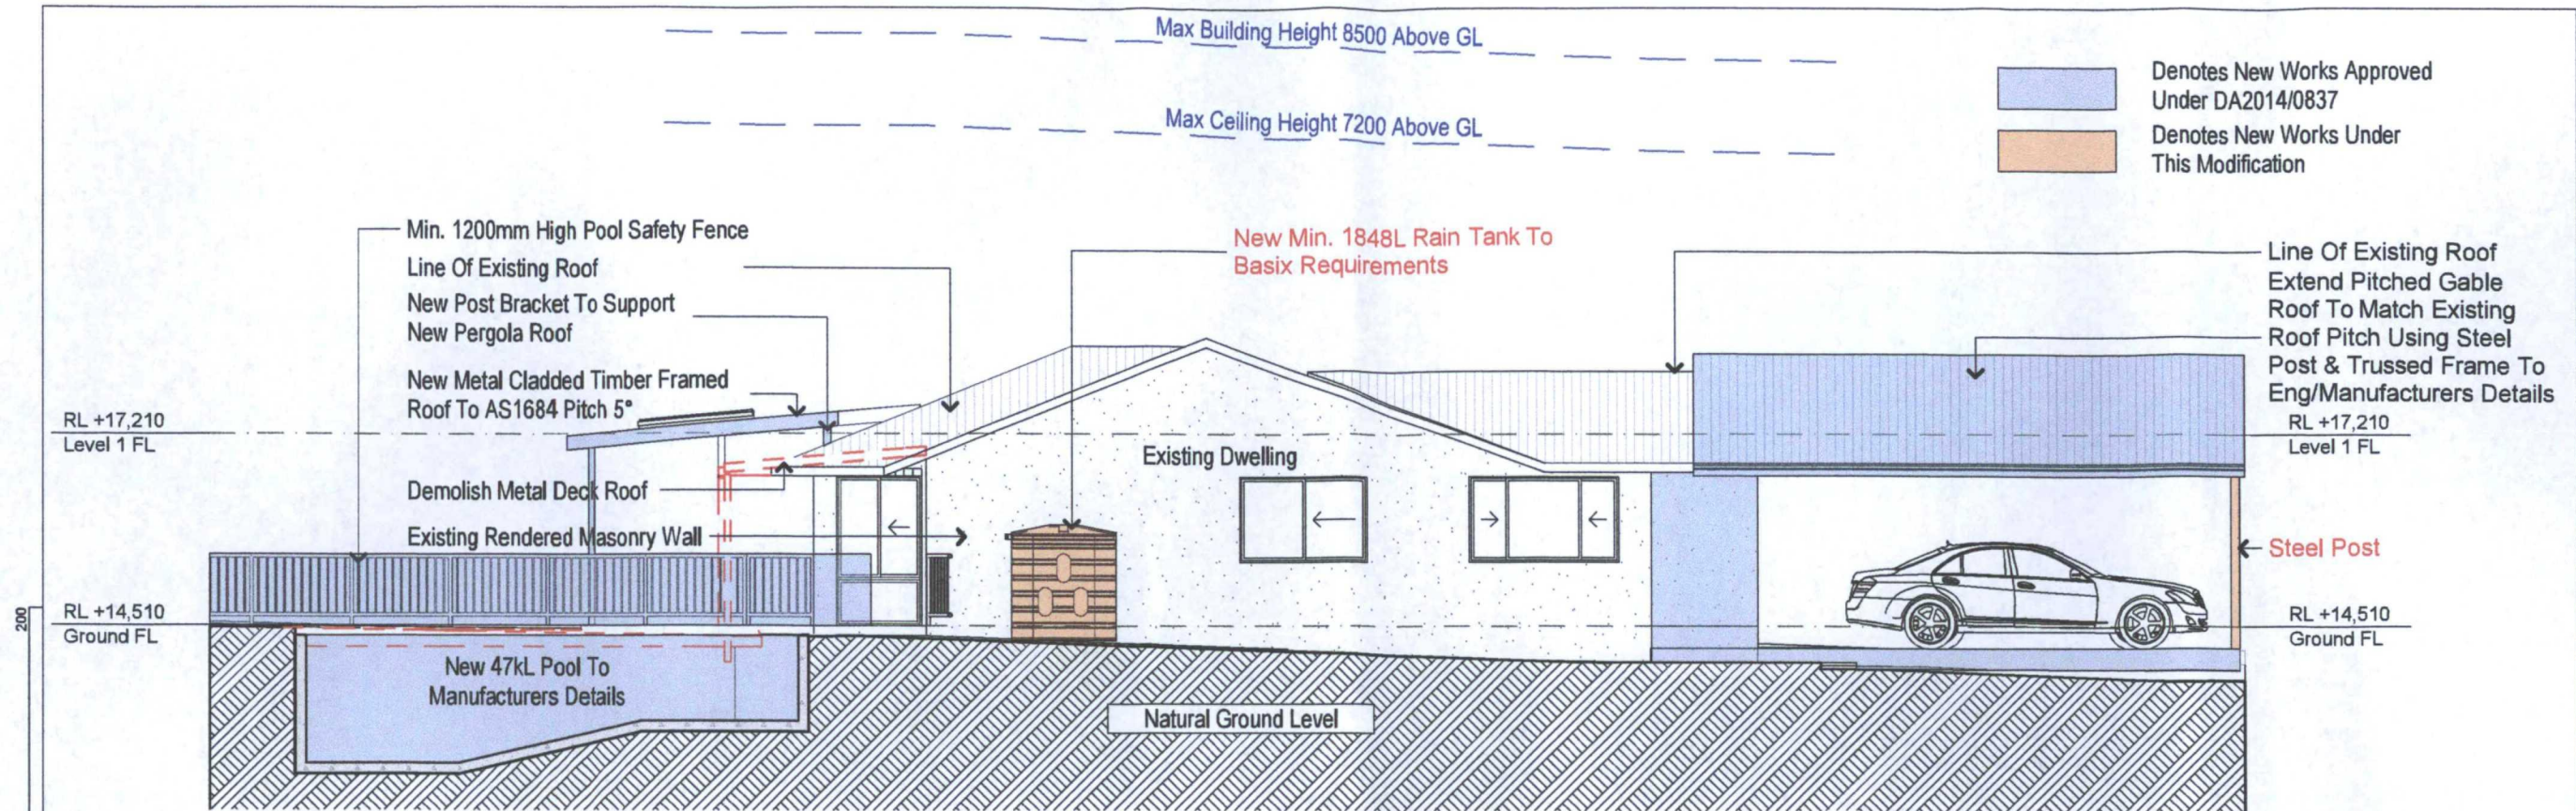 Max Building Height 8500 Above GL
Max Ceiling Height 7200 Above GL
Denotes New Works Approved
Under DA2014/0837
Denotes New Works Under
This Modification
Min. 1200mm High Pool Safety Fence
Line Of Existing Roof
New Post Bracket To Support
New Pergola Roof
New Metal Cladded Timber Framed
Roof To AS1684 Pitch 5°
RL +17,210
Level 1 FL
Demolish Metal Deck Roof
Existing Rendered Masonry Wall
New Min. 1848L Rain Tank To
Basix Requirements
Existing Dwelling
Line Of Existing Roof
Extend Pitched Gable
Roof To Match Existing
Roof Pitch Using Steel
Post & Trussed Frame To
Eng/Manufacturers Details
RL +17,210
Level 1 FL
Steel Post
200
RL +14,510
Ground FL
RL +14,510
Ground FL
New 47kL Pool To
Manufacturers Details
Natural Ground Level